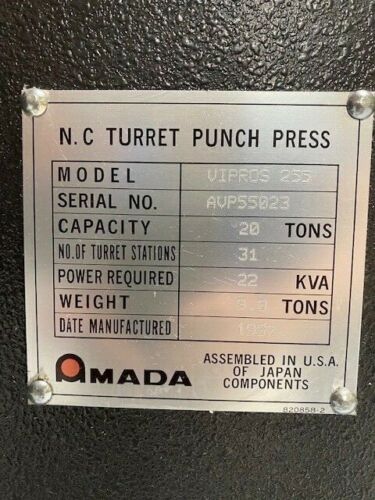 N.C TURRET PUNCH PRESS
MODEL VIPROS 255
SERIAL NO. AVP55023
CAPACITY 20 TONS
NO.OF TURRET STATIONS 31
POWER REQUIRED 22 KVA
WEIGHT TONS
DATE MANUFACTURED
AMADA
ASSEMBLED IN U.S.A.
OF JAPAN
COMPONENTS
82085B-2